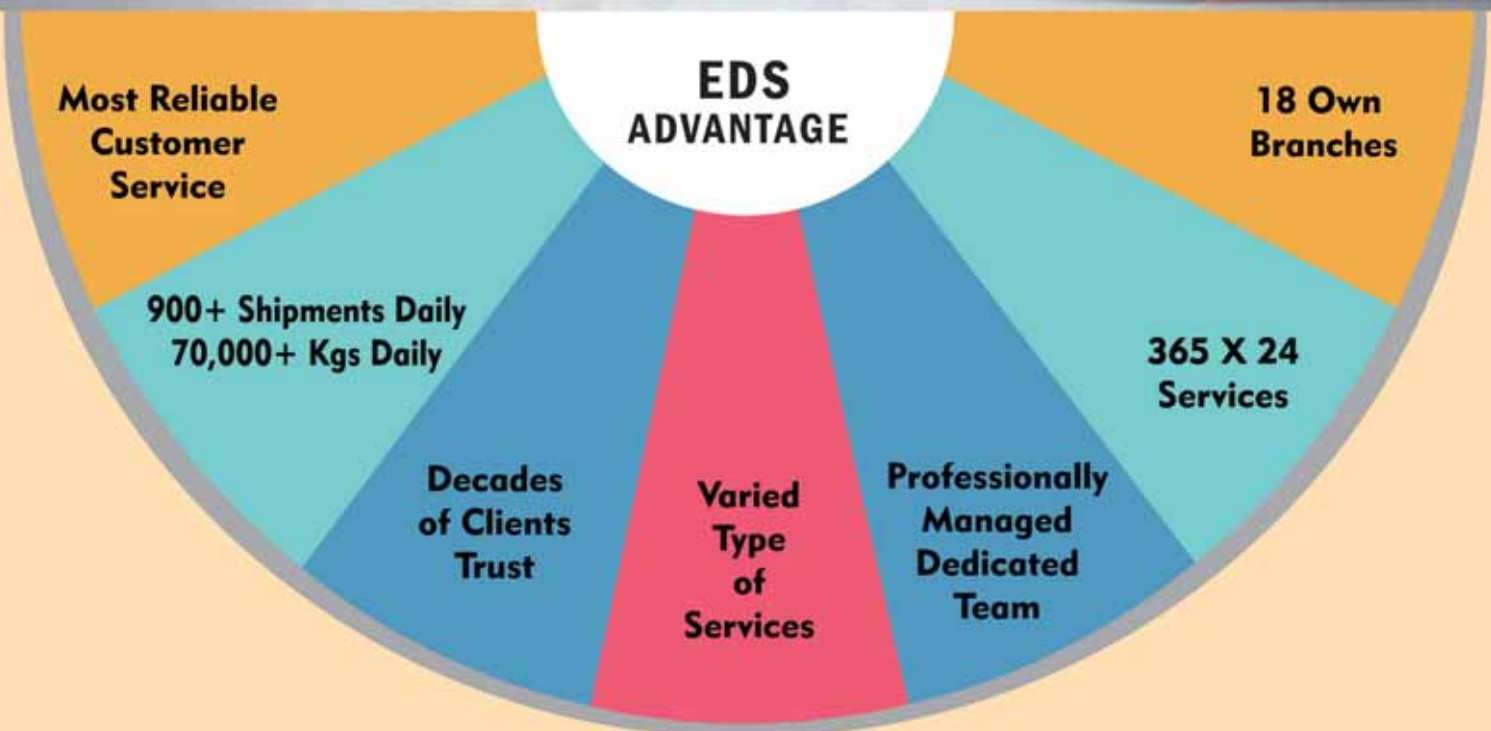 EDS
ADVANTAGE
Most Reliable
Customer
Service
900+ Shipments Daily
70,000+ Kgs Daily
Decades
of Clients
Trust
Varied
Type
of
Services
Professionally
Managed
Dedicated
Team
365 X 24
Services
18 Own
Branches